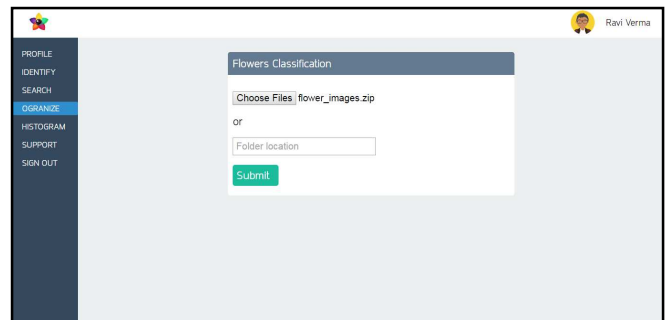 Ravi Verma
PROFILE
IDENTIFY
SEARCH
OGRANIZE
HISTOGRAM
SUPPORT
SIGN OUT
Flowers Classification
Choose Files flower_images.zip
or
Folder location
Submit